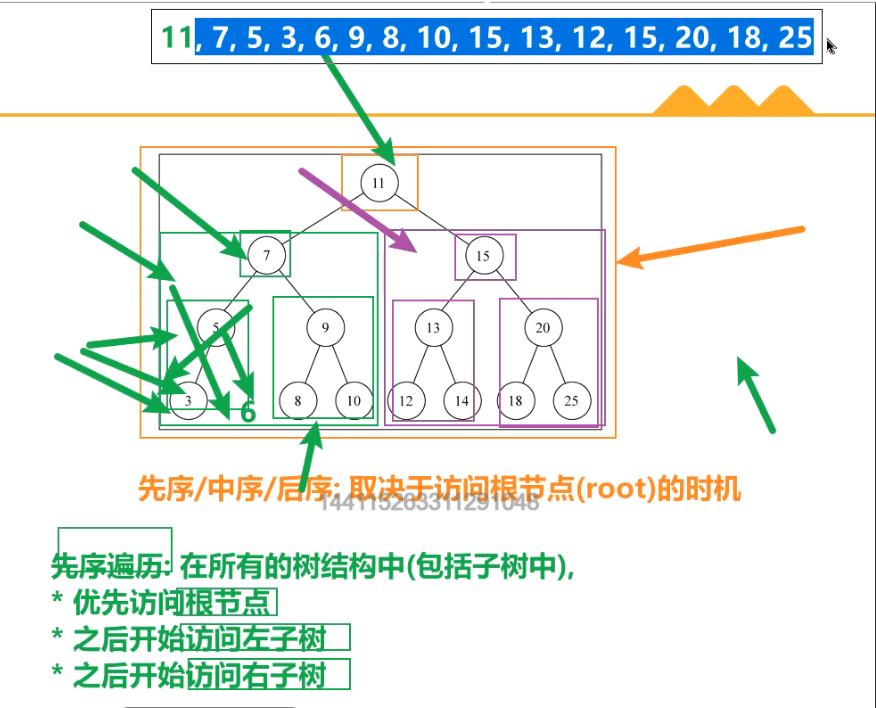 11, 7, 5, 3, 6, 9, 8, 10, 15, 13, 12, 15, 20, 18, 25
11
7
15
5
9
13
20
3
6
8
10
12
14
18
25
先序/中序/后序: 取决于访问根节点(root)的时机
144115263311291048
先序遍历: 在所有的树结构中(包括子树中),
* 优先访问根节点
* 之后开始访问左子树
* 之后开始访问右子树